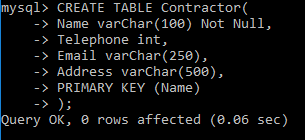 mysql> CREATE TABLE Contractor(
    -> Name varChar(100) Not Null,
    -> Telephone int,
    -> Email varChar(250),
    -> Address varChar(500),
    -> PRIMARY KEY (Name)
    -> );
Query OK, 0 rows affected (0.06 sec)